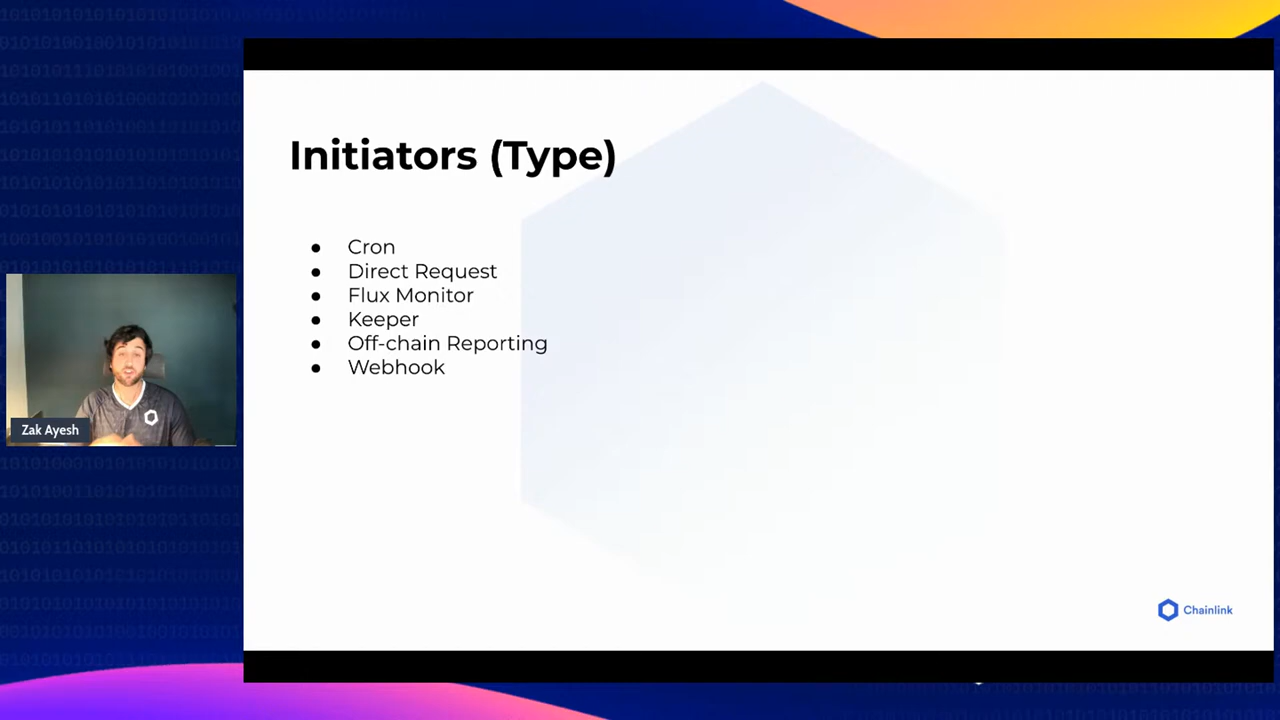 Initiators (Type)
● Cron
● Direct Request
● Flux Monitor
● Keeper
● Off-chain Reporting
● Webhook
Zak Ayesh
Chainlink